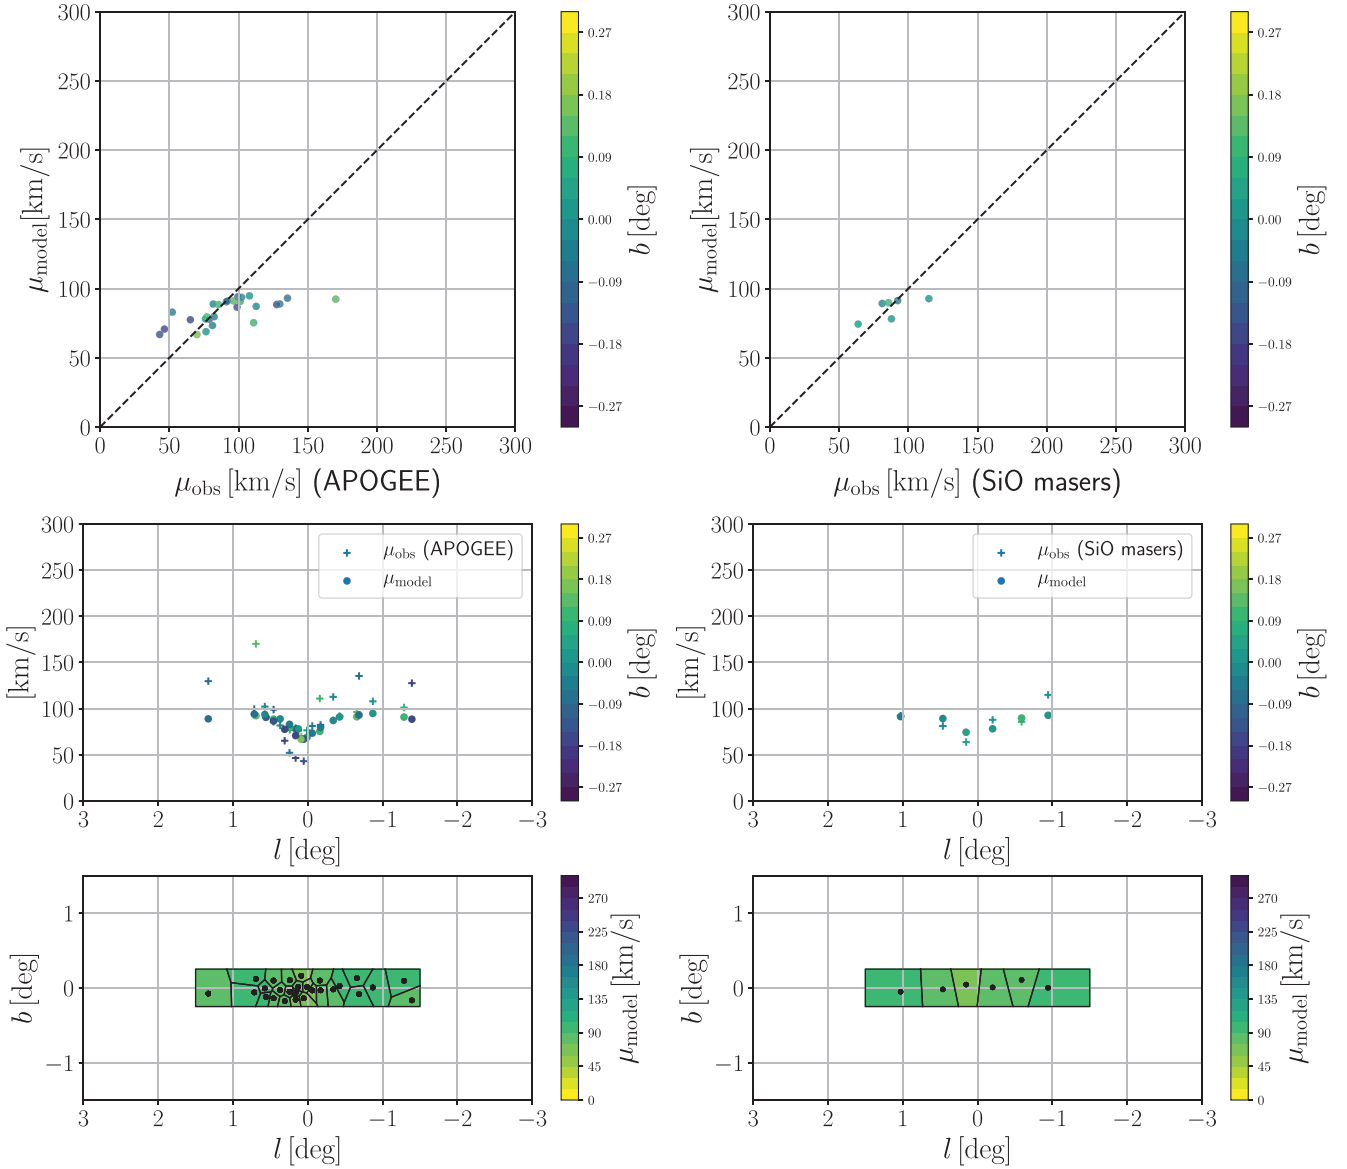 300
250
200
150
100
50
0
μmodel[km/s]
0 50 100 150 200 250 300
μobs [km/s] (APOGEE)
0.27
0.18
0.09
0.00
−0.09
−0.18
−0.27
b [deg]
300
250
200
150
100
50
0
μmodel[km/s]
0 50 100 150 200 250 300
μobs [km/s] (SiO masers)
0.27
0.18
0.09
0.00
−0.09
−0.18
−0.27
b [deg]
300
250
200
150
100
50
0
[km/s]
μobs (APOGEE)
μmodel
3 2 1 0 −1 −2 −3
l [deg]
0.27
0.18
0.09
0.00
−0.09
−0.18
−0.27
b [deg]
300
250
200
150
100
50
0
[km/s]
μobs (SiO masers)
μmodel
3 2 1 0 −1 −2 −3
l [deg]
0.27
0.18
0.09
0.00
−0.09
−0.18
−0.27
b [deg]
1
0
−1
b [deg]
3 2 1 0 −1 −2 −3
l [deg]
270
225
180
135
90
45
0
μmodel [km/s]
1
0
−1
b [deg]
3 2 1 0 −1 −2 −3
l [deg]
270
225
180
135
90
45
0
μmodel [km/s]